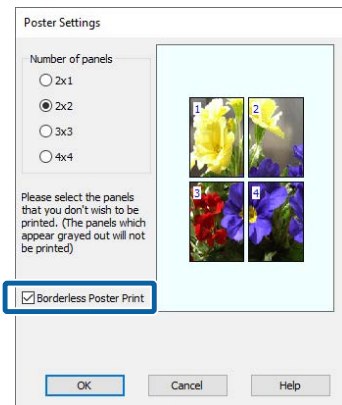 Poster Settings
Number of panels
2x1
2x2
3x3
4x4
1
2
3
4
Please select the panels
that you don't wish to be
printed. (The panels which
appear grayed out will not
be printed)
Borderless Poster Print
OK
Cancel
Help